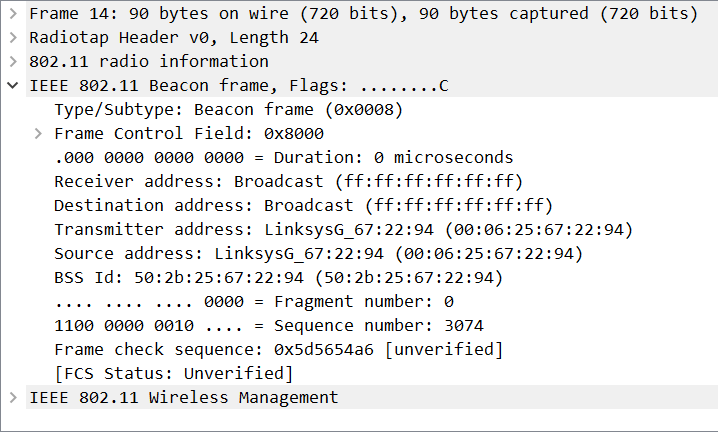 Frame 14: 90 bytes on wire (720 bits), 90 bytes captured (720 bits)
Radiotap Header v0, Length 24
802.11 radio information
IEEE 802.11 Beacon frame, Flags: ........C
Type/Subtype: Beacon frame (0x0008)
Frame Control Field: 0x8000
.000 0000 0000 0000 = Duration: 0 microseconds
Receiver address: Broadcast (ff:ff:ff:ff:ff:ff)
Destination address: Broadcast (ff:ff:ff:ff:ff:ff)
Transmitter address: LinksysG_67:22:94 (00:06:25:67:22:94)
Source address: LinksysG_67:22:94 (00:06:25:67:22:94)
BSS Id: 50:2b:25:67:22:94 (50:2b:25:67:22:94)
.... .... .... 0000 = Fragment number: 0
1100 0000 0010 .... = Sequence number: 3074
Frame check sequence: 0x5d5654a6 [unverified]
[FCS Status: Unverified]
IEEE 802.11 Wireless Management